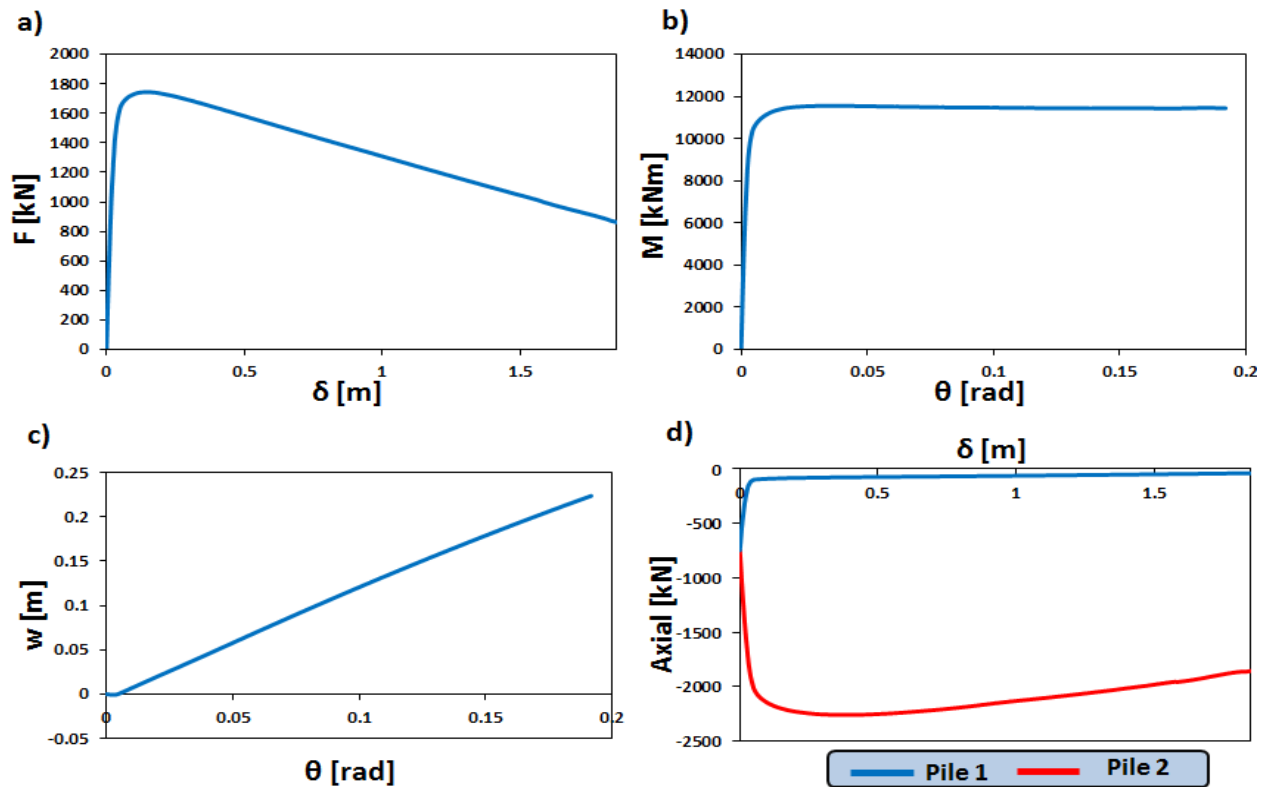 a)
2000
1800
1600
1400
1200
1000
800
600
400
200
0
0 0.5 1 1.5
F [kN]
δ [m]
b)
14000
12000
10000
8000
6000
4000
2000
0
0 0.05 0.1 0.15 0.2
M [kNm]
θ [rad]
c)
0.25
0.2
0.15
0.1
0.05
0
-0.05
0 0.05 0.1 0.15 0.2
w [m]
θ [rad]
d)
δ [m]
0
-500
-1000
-1500
-2000
-2500
0 0.5 1 1.5
Axial [kN]
Pile 1 Pile 2